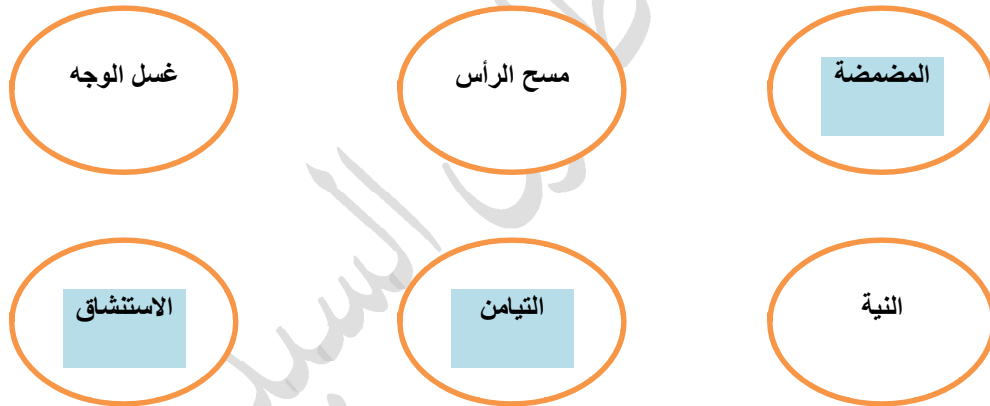 المضمضة
مسح الرأس
غسل الوجه
النية
التيامن
الاستنشاق